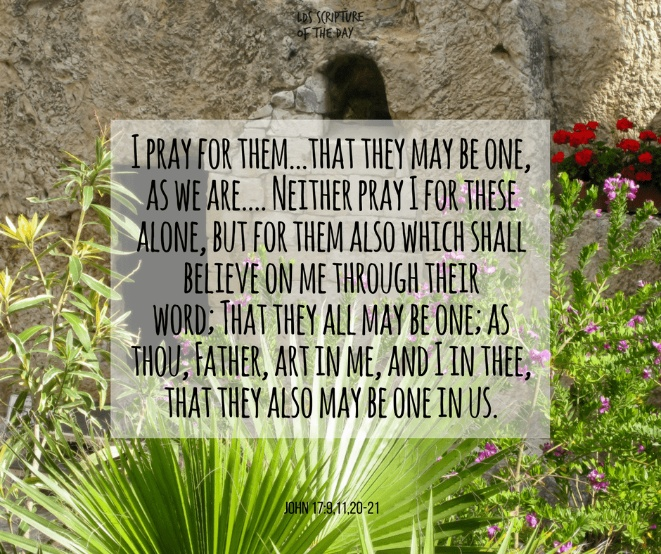 LDS SCRIPTURE
OF THE DAY
I PRAY FOR THEM...THAT THEY MAY BE ONE,
AS WE ARE.... NEITHER PRAY I FOR THESE
ALONE, BUT FOR THEM ALSO WHICH SHALL
BELIEVE ON ME THROUGH THEIR
WORD; THAT THEY ALL MAY BE ONE; AS
THOU, FATHER, ART IN ME, AND I IN THEE,
THAT THEY ALSO MAY BE ONE IN US.
JOHN 17:9,11,20-21